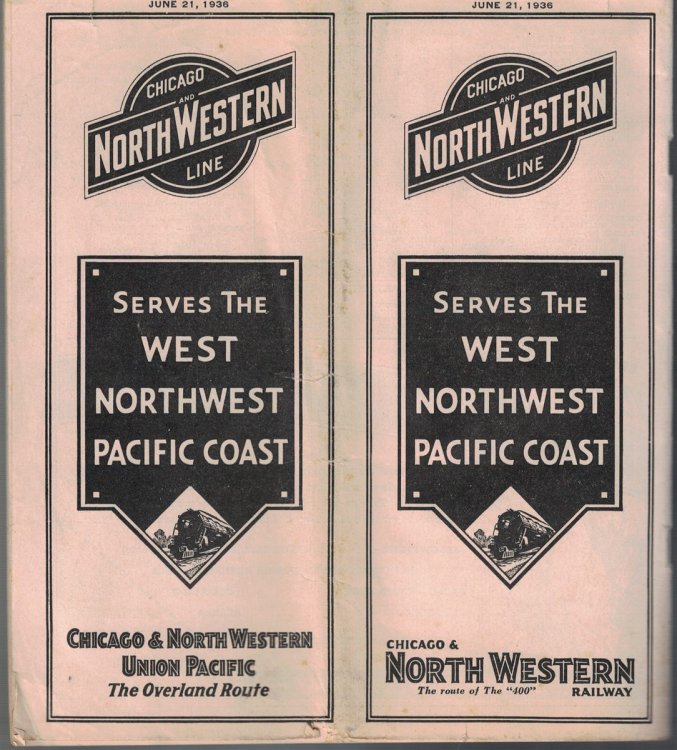 JUNE 21, 1936
CHICAGO
AND
NORTH WESTERN
LINE
SERVES THE
WEST
NORTHWEST
PACIFIC COAST
CHICAGO & NORTH WESTERN
UNION PACIFIC
The Overland Route
JUNE 21, 1936
CHICAGO
AND
NORTH WESTERN
LINE
SERVES THE
WEST
NORTHWEST
PACIFIC COAST
CHICAGO &
NORTH WESTERN
The route of The "400" RAILWAY